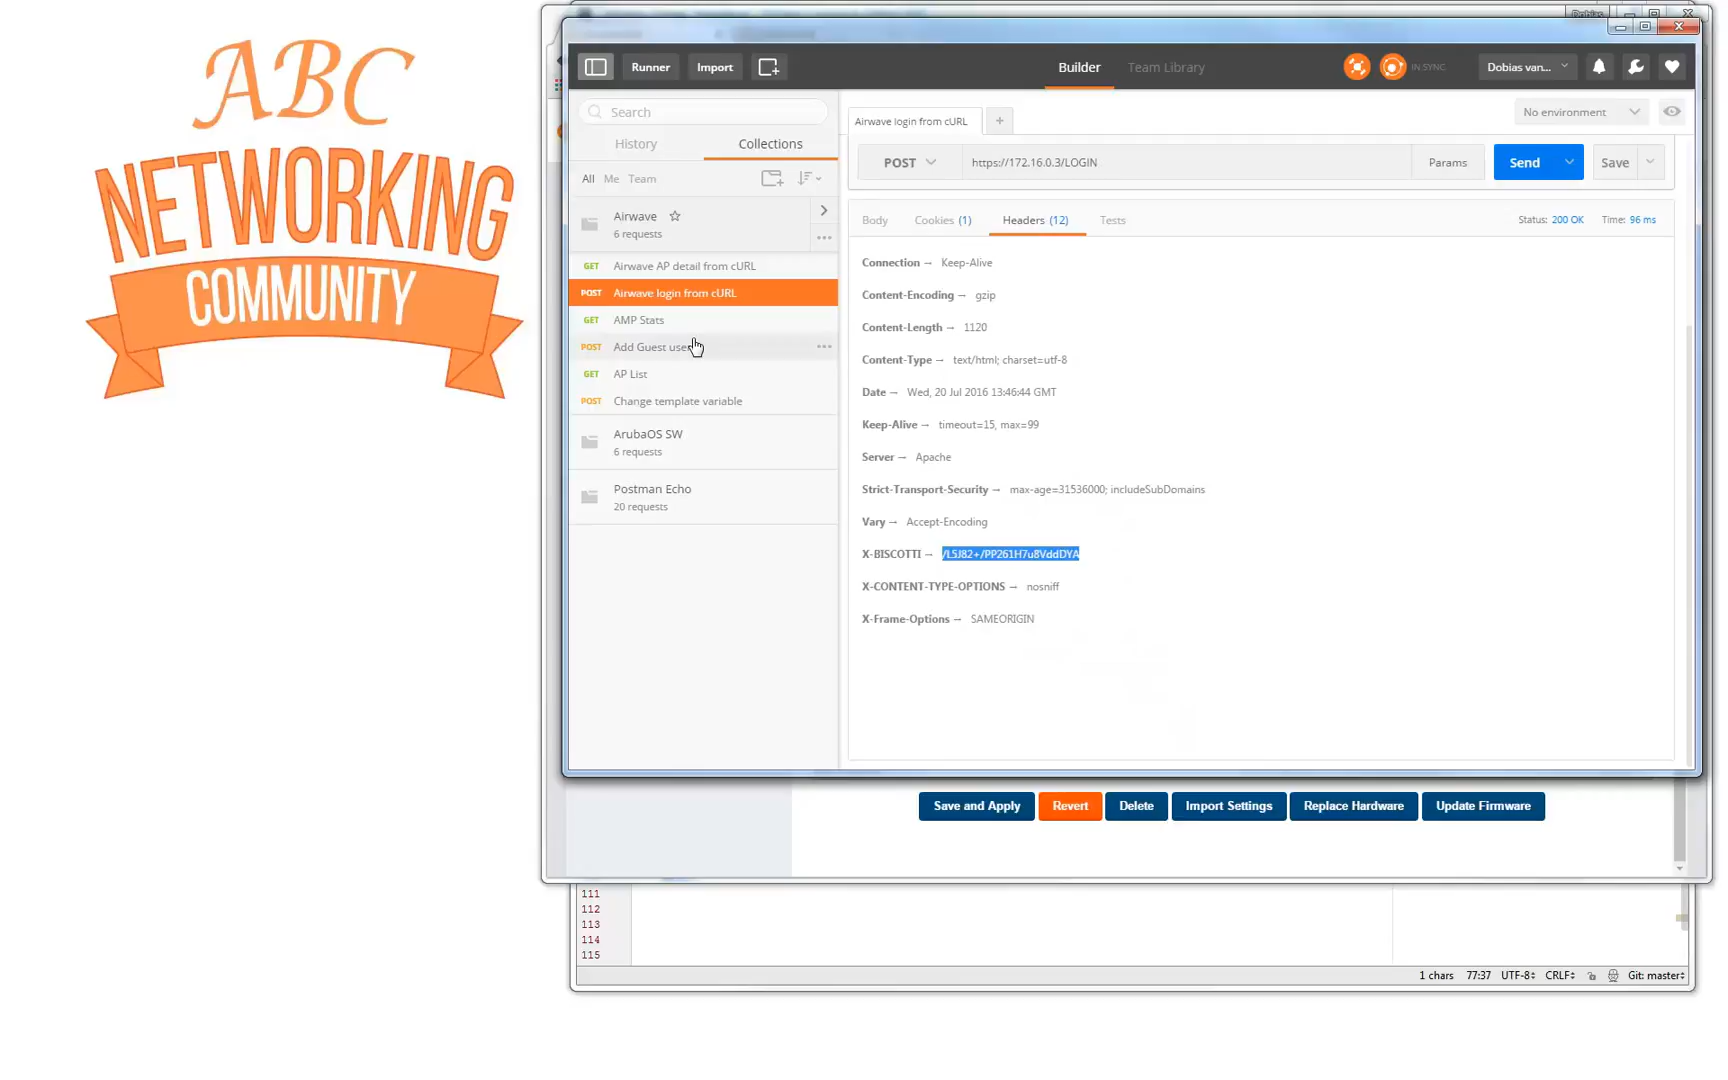 ABC
NETWORKING
COMMUNITY
Runner
Import
Builder
Team Library
IN SYNC
Dobias van...
Search
History
Collections
All Me Team
Airwave
6 requests
GET Airwave AP detail from cURL
POST Airwave login from cURL
GET AMP Stats
POST Add Guest use
GET AP List
POST Change template variable
ArubaOS SW
6 requests
Postman Echo
20 requests
Airwave login from cURL
+
No environment
POST
https://172.16.0.3/LOGIN
Params
Send
Save
Body
Cookies (1)
Headers (12)
Tests
Status: 200 OK
Time: 96 ms
Connection → Keep-Alive
Content-Encoding → gzip
Content-Length → 1120
Content-Type → text/html; charset=utf-8
Date → Wed, 20 Jul 2016 13:46:44 GMT
Keep-Alive → timeout=15, max=99
Server → Apache
Strict-Transport-Security → max-age=31536000; includeSubDomains
Vary → Accept-Encoding
X-BISCOTTI → /L5J82+/PP261H7u8VddDYA
X-CONTENT-TYPE-OPTIONS → nosniff
X-Frame-Options → SAMEORIGIN
Save and Apply
Revert
Delete
Import Settings
Replace Hardware
Update Firmware
111
112
113
114
115
1 chars 77:37 UTF-8 CRLF Git: master